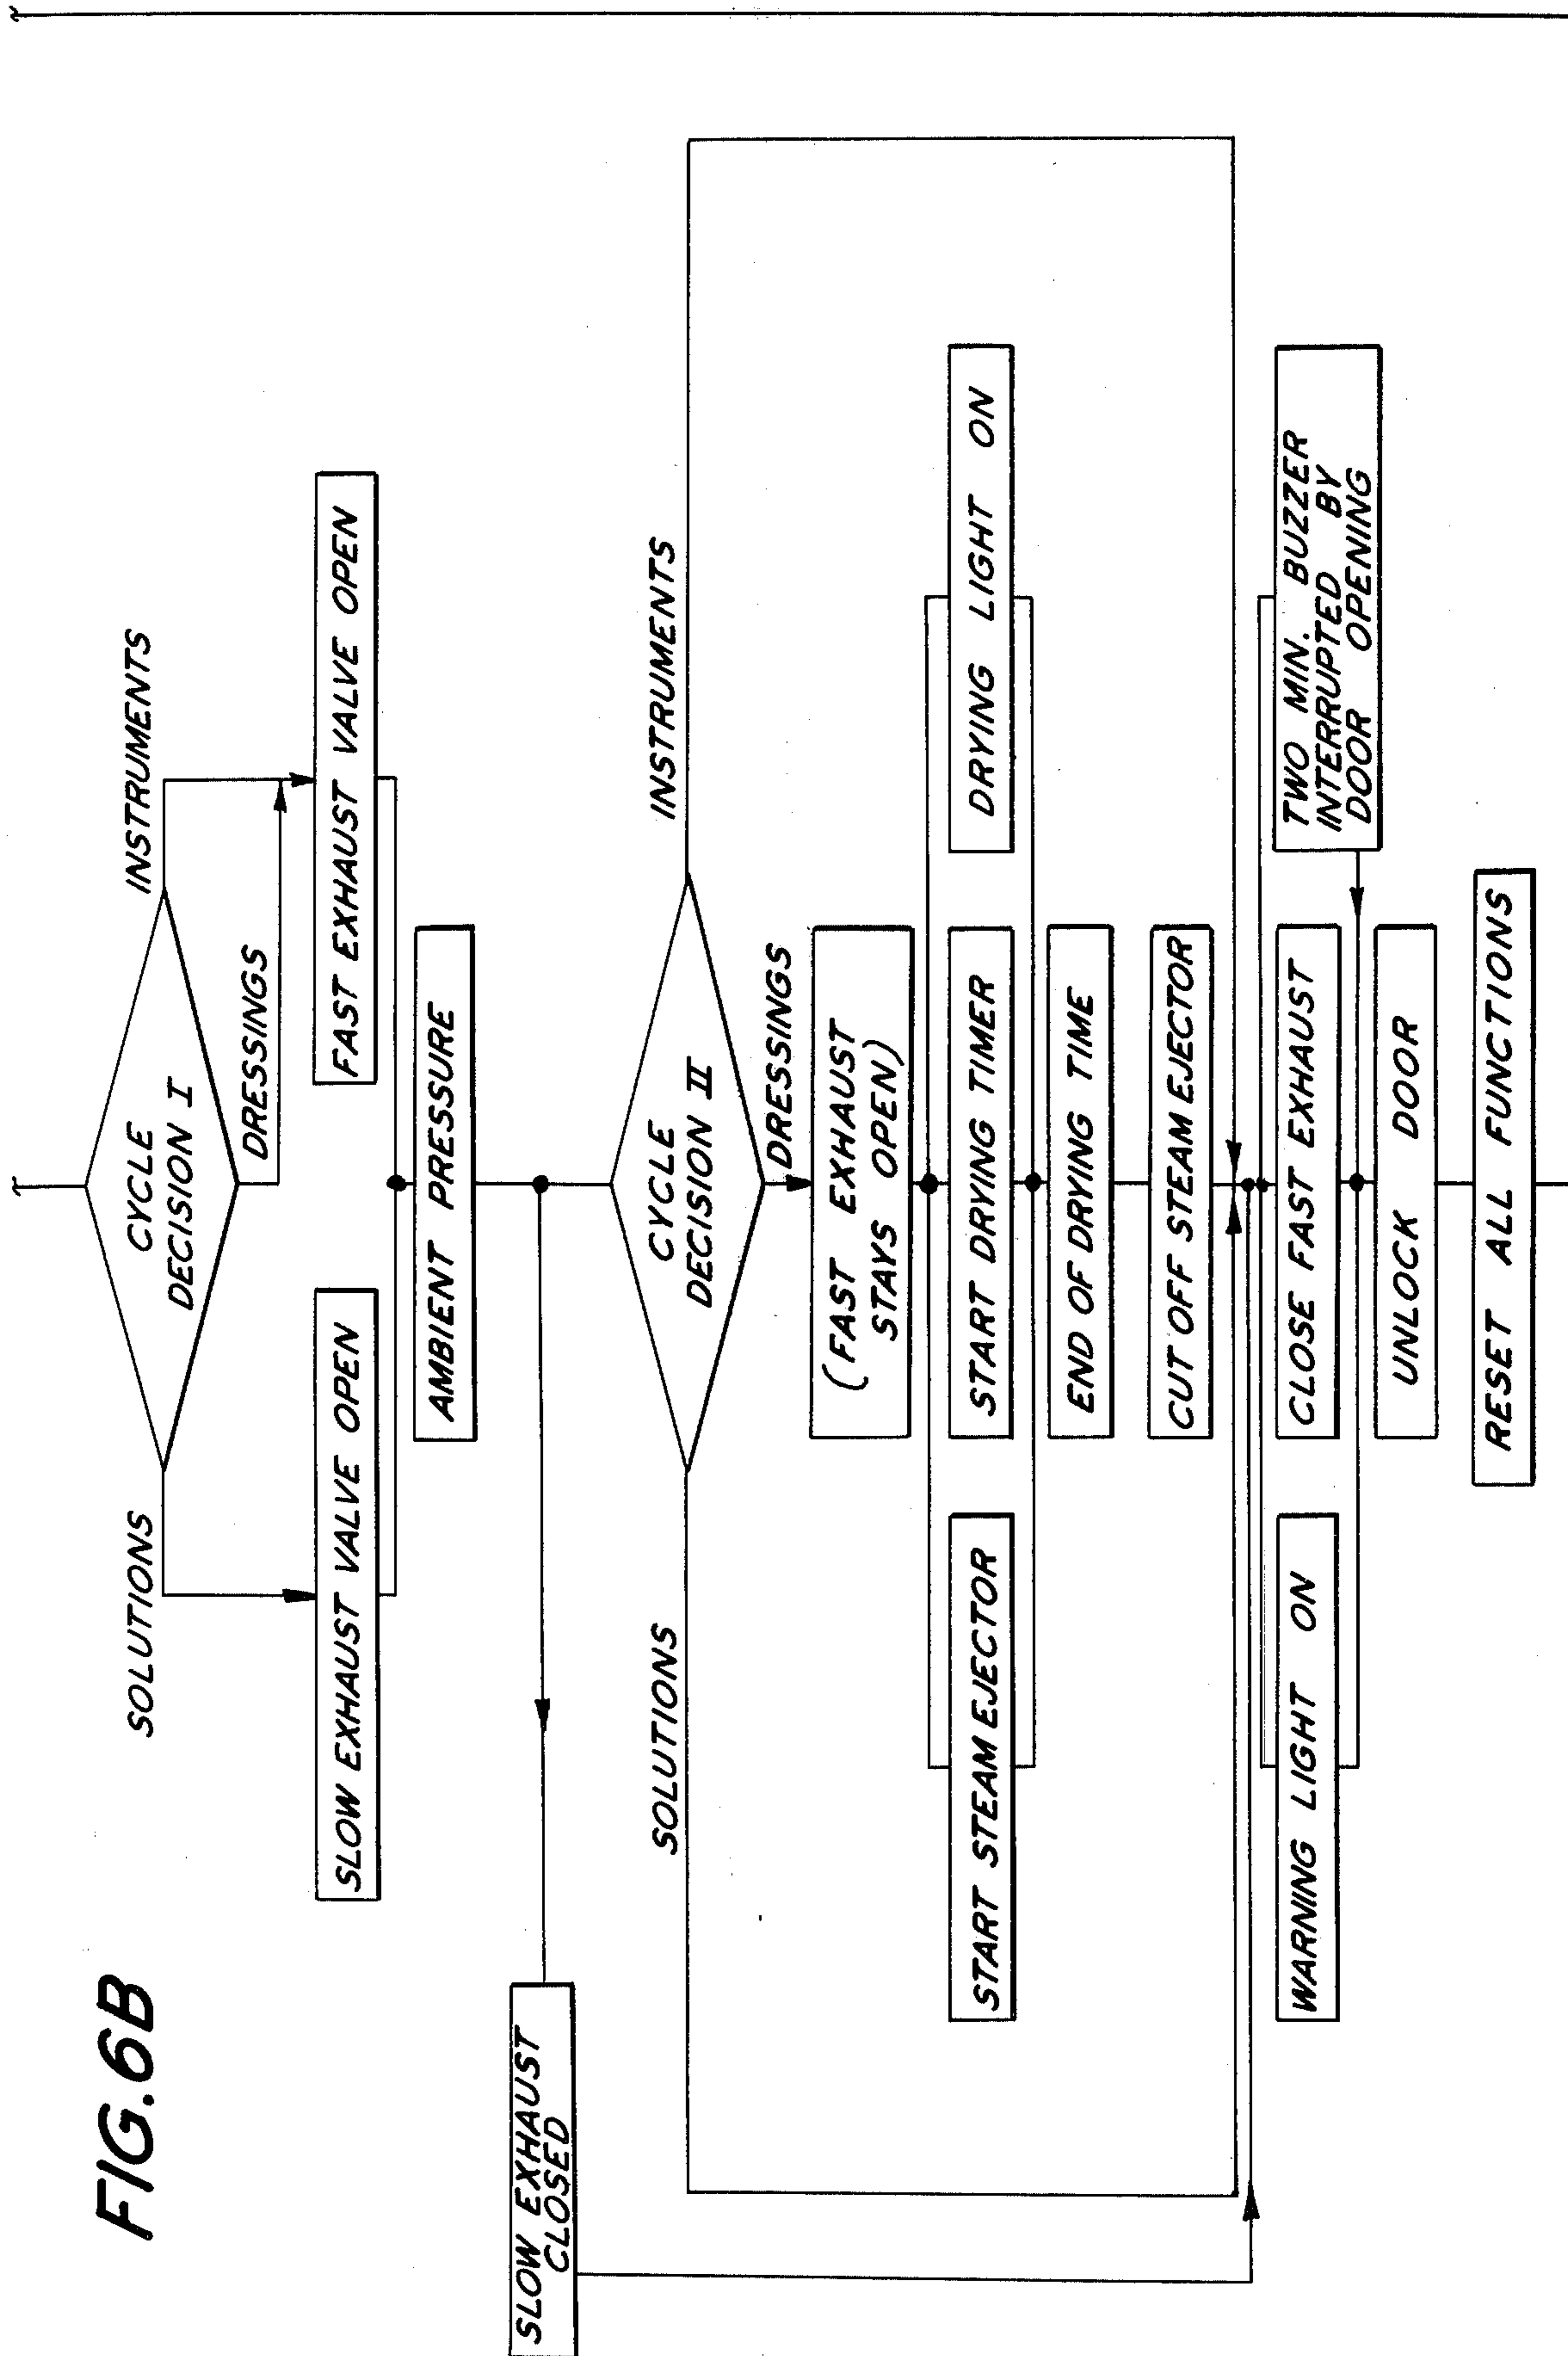 FIG.6B
CYCLE
DECISION I
SOLUTIONS
INSTRUMENTS
DRESSINGS
SLOW EXHAUST VALVE OPEN
FAST EXHAUST VALVE OPEN
AMBIENT PRESSURE
SLOW EXHAUST
CLOSED
CYCLE
DECISION II
SOLUTIONS
INSTRUMENTS
DRESSINGS
(FAST EXHAUST
STAYS OPEN)
START STEAM EJECTOR
START DRYING TIMER
DRYING LIGHT ON
END OF DRYING TIME
CUT OFF STEAM EJECTOR
WARNING LIGHT ON
CLOSE FAST EXHAUST
TWO MIN. BUZZER
INTERRUPTED BY
DOOR OPENING
UNLOCK DOOR
RESET ALL FUNCTIONS